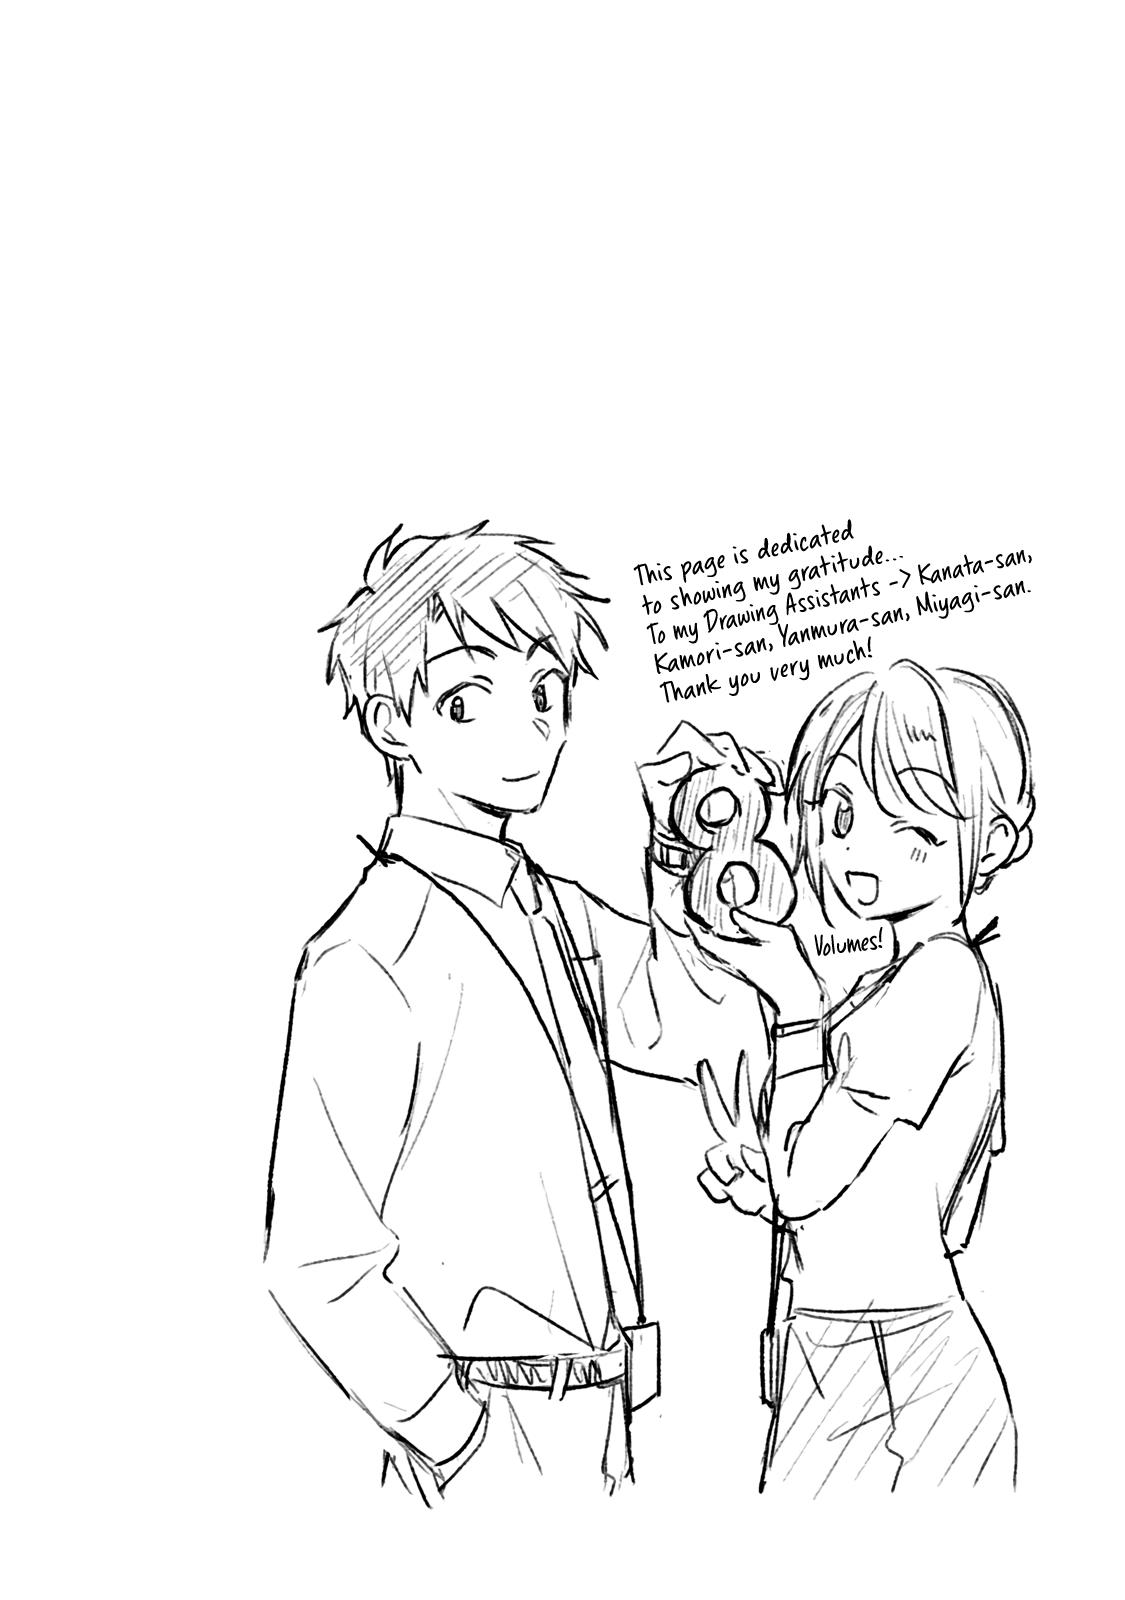 This page is dedicated
to showing my gratitude...
To my Drawing Assistants -> Kanata-san,
Kamori-san, Yanmura-san, Miyagi-san.
Thank you very much!
8
Volumes!